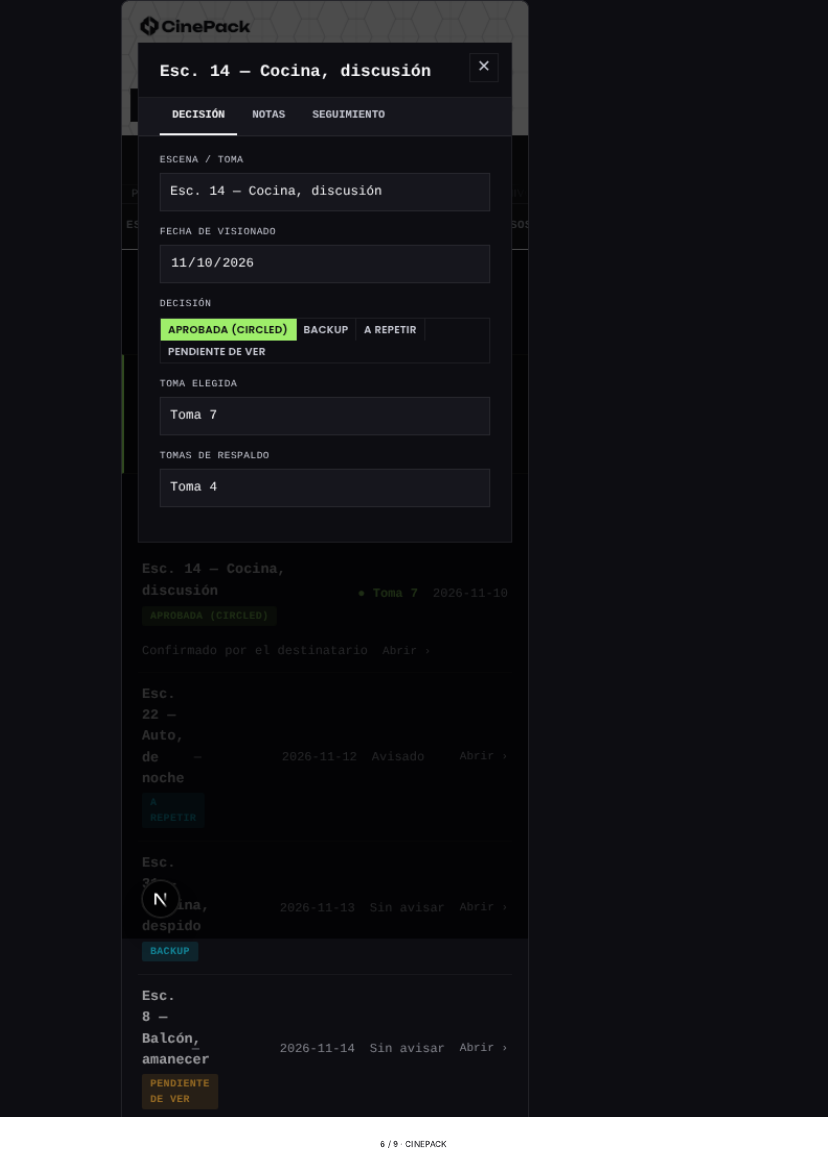 CinePack
Esc. 14 — Cocina, discusión
✕
DECISIÓN NOTAS SEGUIMIENTO
ESCENA / TOMA
Esc. 14 — Cocina, discusión
FECHA DE VISIONADO
11/10/2026
DECISIÓN
APROBADA (CIRCLED) BACKUP A REPETIR
PENDIENTE DE VER
TOMA ELEGIDA
Toma 7
TOMAS DE RESPALDO
Toma 4
Esc. 14 — Cocina,
discusión
● Toma 7 2026-11-10
APROBADA (CIRCLED)
Confirmado por el destinatario Abrir ›
Esc.
22 —
Auto,
de
noche
— 2026-11-12 Avisado Abrir ›
A
REPETIR
Esc.
despido
2026-11-13 Sin avisar Abrir ›
BACKUP
Esc.
8 —
Balcón,
amanecer
— 2026-11-14 Sin avisar Abrir ›
PENDIENTE
DE VER
6 / 9 · CINEPACK